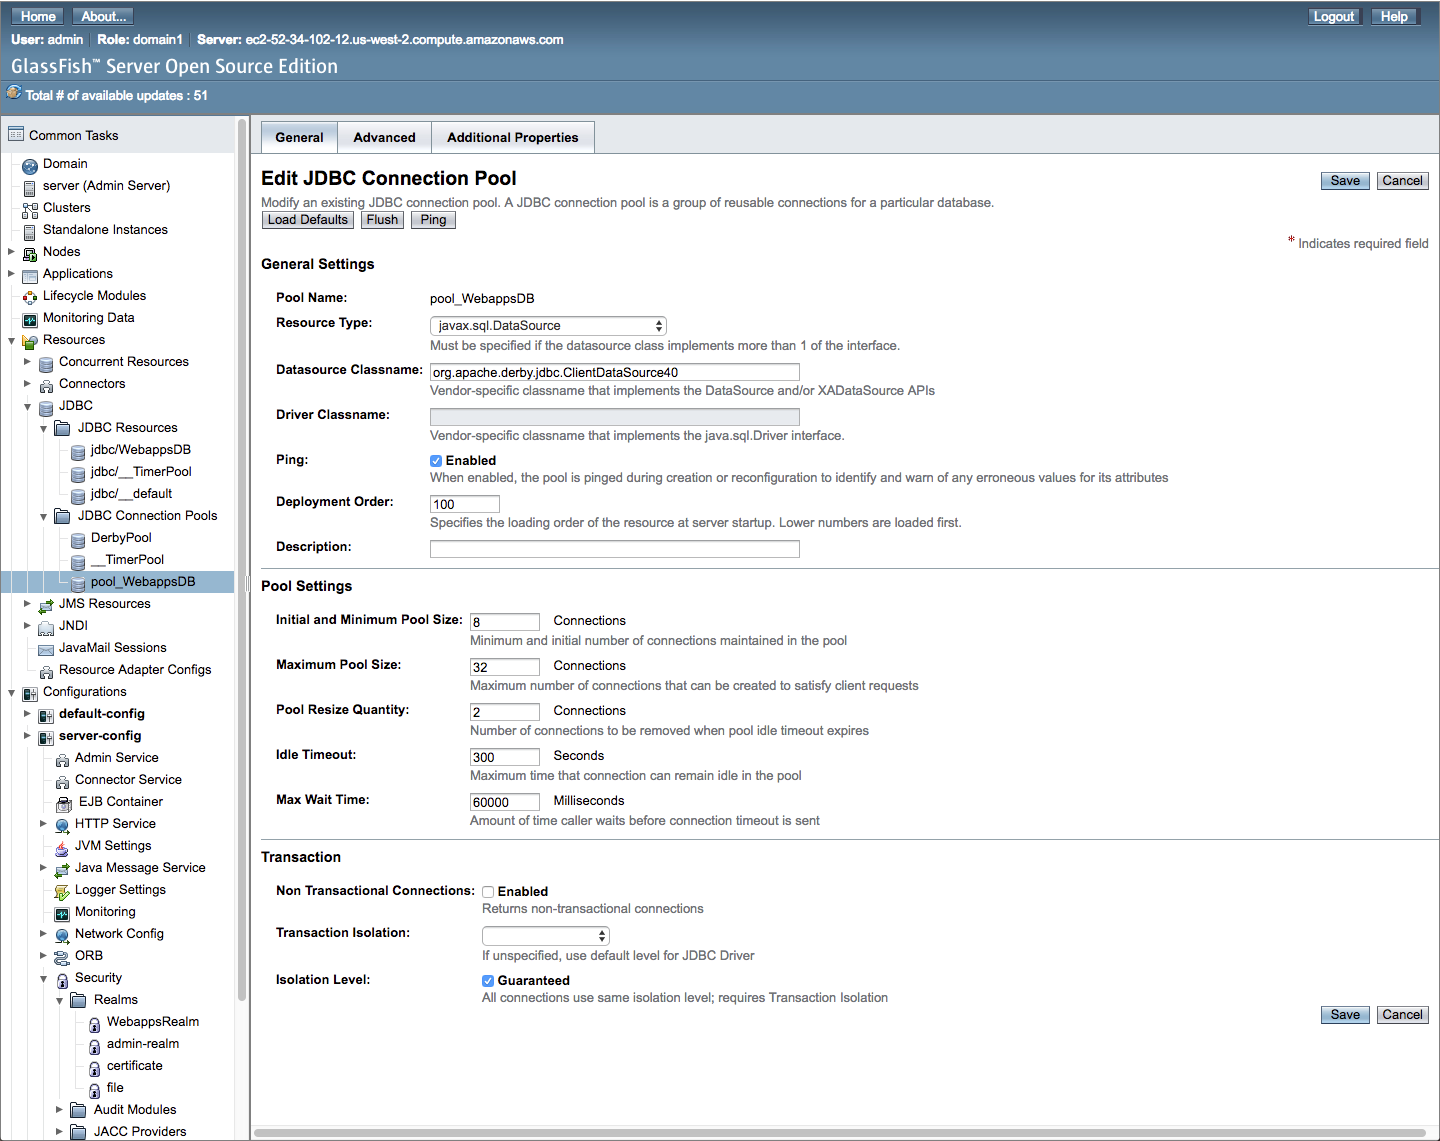 Home About... Logout Help
User: admin Role: domain1 Server: ec2-52-34-102-12.us-west-2.compute.amazonaws.com
GlassFish™ Server Open Source Edition
Total # of available updates : 51
Common Tasks
Domain
server (Admin Server)
Clusters
Standalone Instances
Nodes
Applications
Lifecycle Modules
Monitoring Data
Resources
Concurrent Resources
Connectors
JDBC
JDBC Resources
jdbc/WebappsDB
jdbc/__TimerPool
jdbc/__default
JDBC Connection Pools
DerbyPool
__TimerPool
pool_WebappsDB
JMS Resources
JNDI
JavaMail Sessions
Resource Adapter Configs
Configurations
default-config
server-config
Admin Service
Connector Service
EJB Container
HTTP Service
JVM Settings
Java Message Service
Logger Settings
Monitoring
Network Config
ORB
Security
Realms
WebappsRealm
admin-realm
certificate
file
Audit Modules
JACC Providers
General Advanced Additional Properties
Edit JDBC Connection Pool
Save Cancel
Modify an existing JDBC connection pool. A JDBC connection pool is a group of reusable connections for a particular database.
Load Defaults Flush Ping
* Indicates required field
General Settings
Pool Name: pool_WebappsDB
Resource Type: javax.sql.DataSource
Must be specified if the datasource class implements more than 1 of the interface.
Datasource Classname: org.apache.derby.jdbc.ClientDataSource40
Vendor-specific classname that implements the DataSource and/or XADataSource APIs
Driver Classname:
Vendor-specific classname that implements the java.sql.Driver interface.
Ping: Enabled
When enabled, the pool is pinged during creation or reconfiguration to identify and warn of any erroneous values for its attributes
Deployment Order: 100
Specifies the loading order of the resource at server startup. Lower numbers are loaded first.
Description:
Pool Settings
Initial and Minimum Pool Size: 8 Connections
Minimum and initial number of connections maintained in the pool
Maximum Pool Size: 32 Connections
Maximum number of connections that can be created to satisfy client requests
Pool Resize Quantity: 2 Connections
Number of connections to be removed when pool idle timeout expires
Idle Timeout: 300 Seconds
Maximum time that connection can remain idle in the pool
Max Wait Time: 60000 Milliseconds
Amount of time caller waits before connection timeout is sent
Transaction
Non Transactional Connections: Enabled
Returns non-transactional connections
Transaction Isolation:
If unspecified, use default level for JDBC Driver
Isolation Level: Guaranteed
All connections use same isolation level; requires Transaction Isolation
Save Cancel